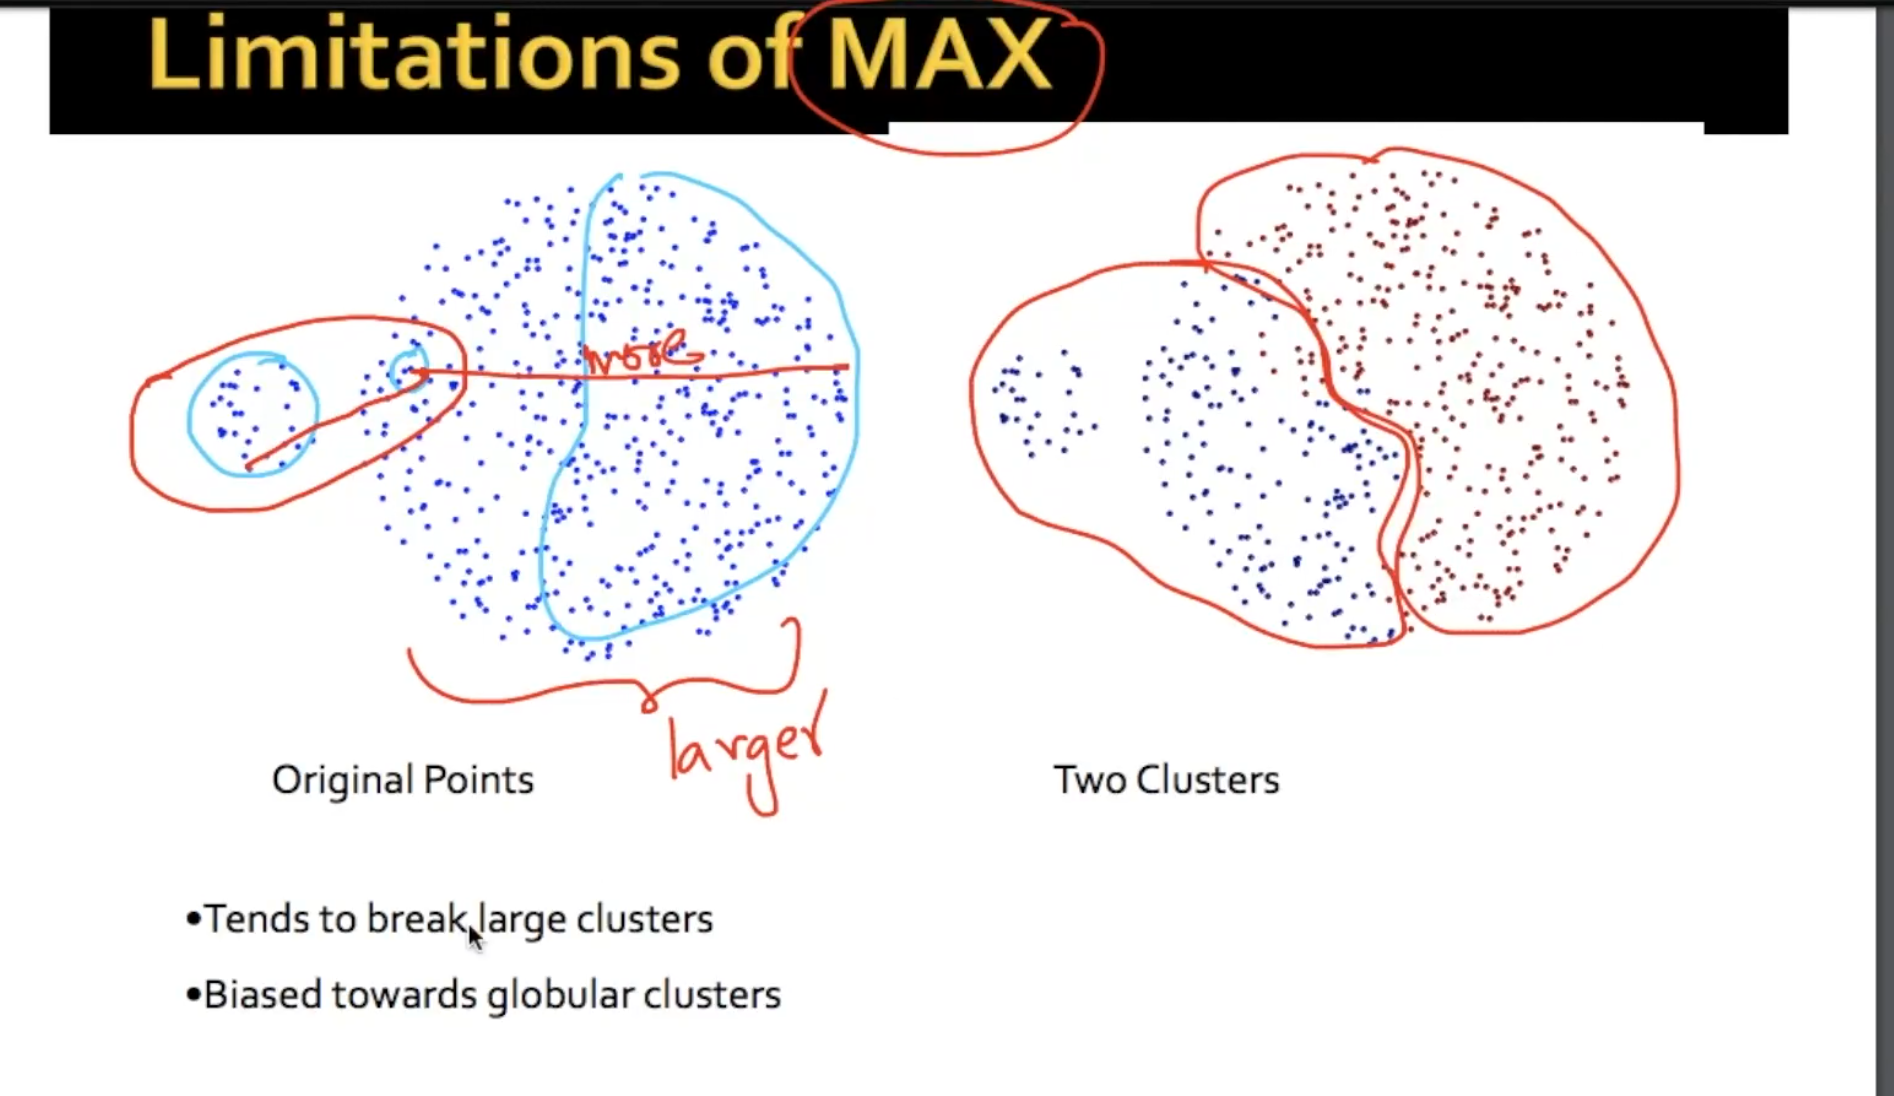 Limitations of MAX
more
larger
Original Points
Two Clusters
•Tends to break large clusters
•Biased towards globular clusters